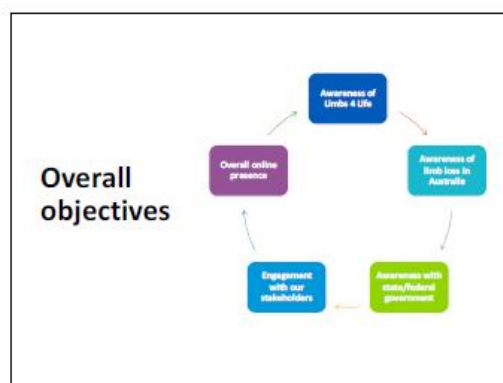 Overall
objectives
Awareness of
Limbs 4 Life
Awareness of
limb loss in
Australia
Awareness with
state/federal
government
Engagement
with our
stakeholders
Overall online
presence